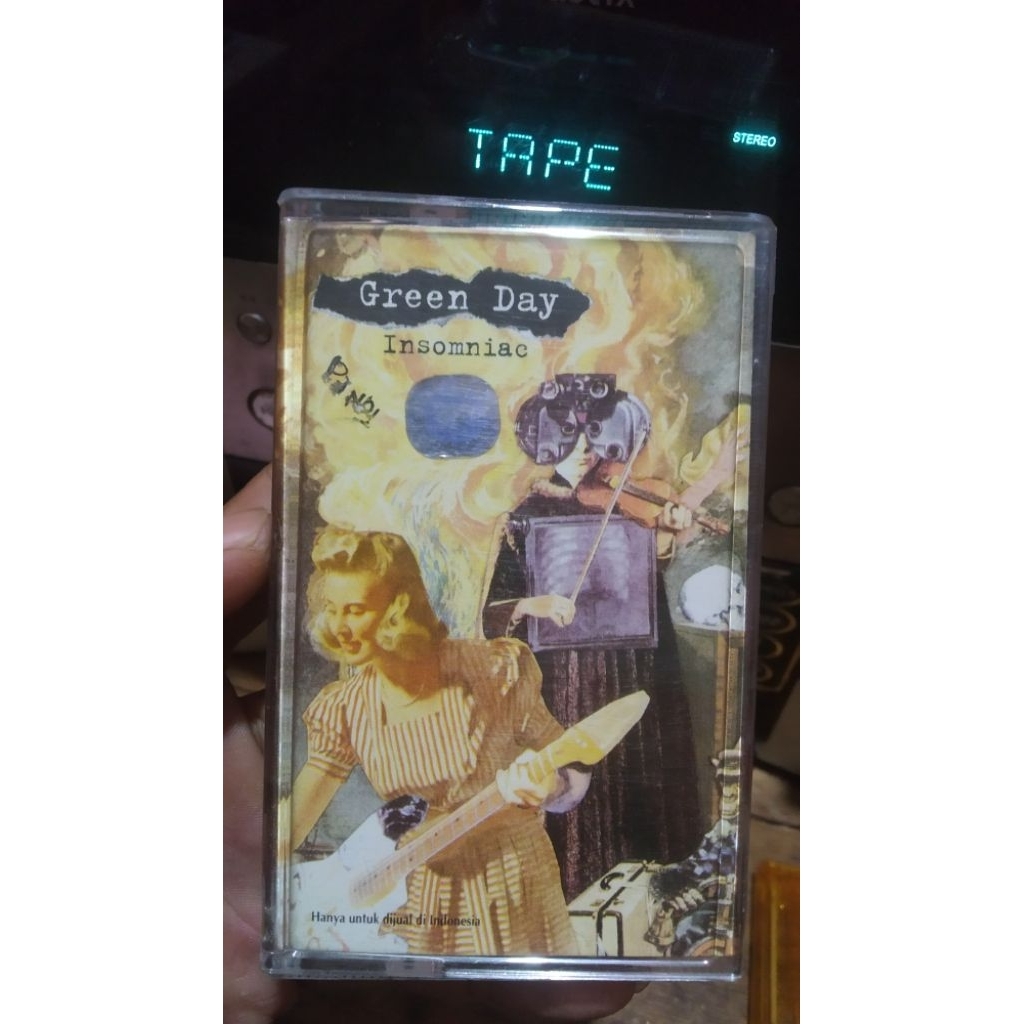 TAPE
STEREO
Green Day
Insomniac
Hanya untuk dijual di Indonesia